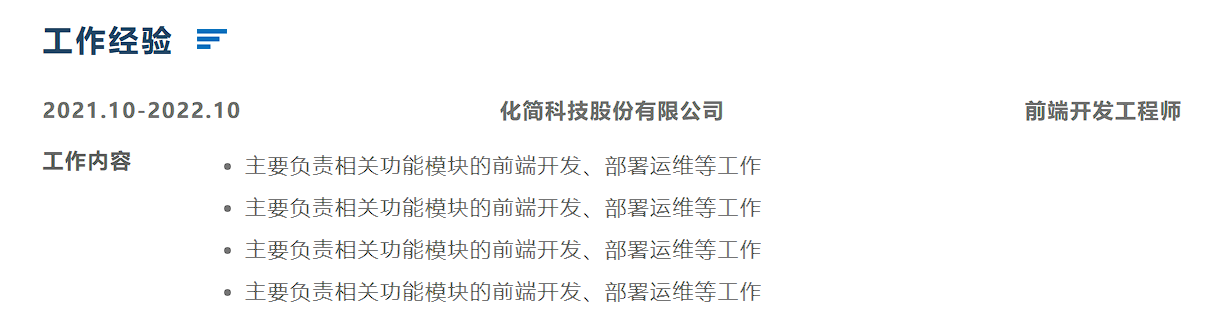 工作经验
2021.10-2022.10 化简科技股份有限公司 前端开发工程师
工作内容
• 主要负责相关功能模块的前端开发、部署运维等工作
• 主要负责相关功能模块的前端开发、部署运维等工作
• 主要负责相关功能模块的前端开发、部署运维等工作
• 主要负责相关功能模块的前端开发、部署运维等工作